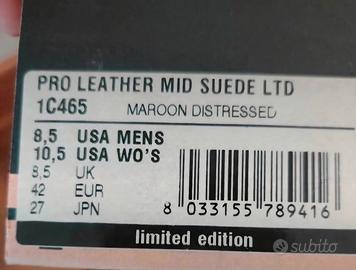 PRO LEATHER MID SUEDE LTD
1C465 MAROON DISTRESSED
8,5 USA MENS
10,5 USA WO'S
8,5 UK
42 EUR
27 JPN
8 033155 789416
limited edition
subito